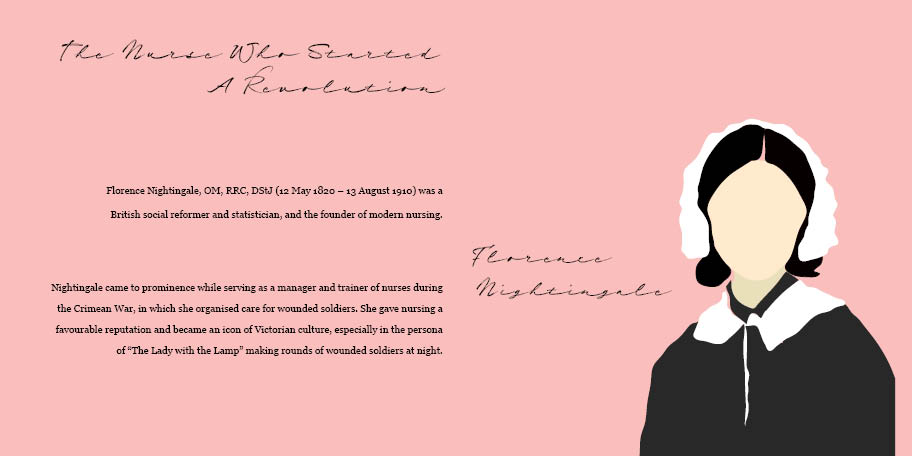 The Nurse Who Started
A Revolution
Florence Nightingale, OM, RRC, DStJ (12 May 1820 – 13 August 1910) was a
British social reformer and statistician, and the founder of modern nursing.
Nightingale came to prominence while serving as a manager and trainer of nurses during
the Crimean War, in which she organised care for wounded soldiers. She gave nursing a
favourable reputation and became an icon of Victorian culture, especially in the persona
of “The Lady with the Lamp” making rounds of wounded soldiers at night.
Florence
Nightingale